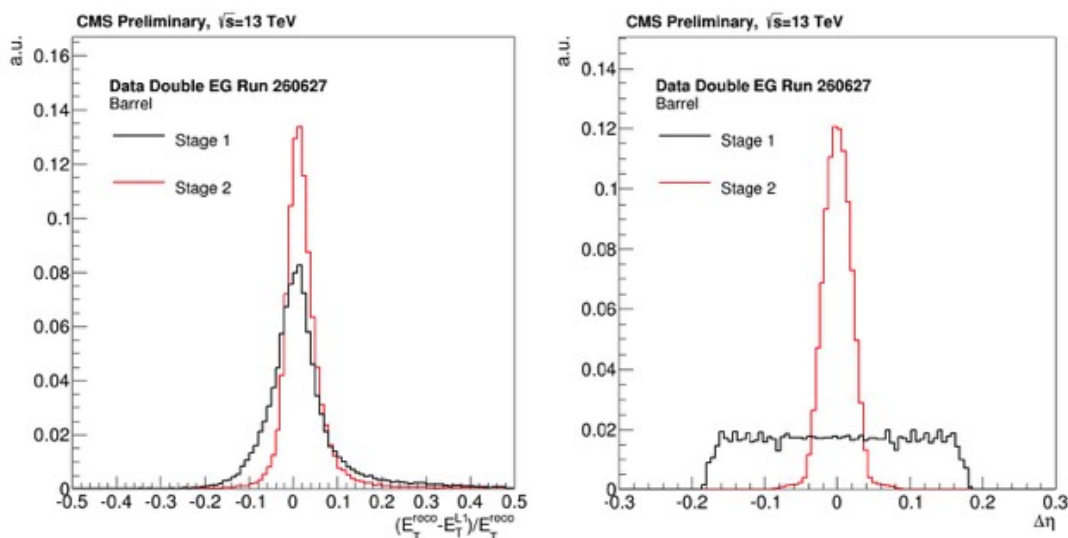 CMS Preliminary, √s=13 TeV
a.u.
0.16
0.14
0.12
0.1
0.08
0.06
0.04
0.02
0
Data Double EG Run 260627
Barrel
Stage 1
Stage 2
-0.5 -0.4 -0.3 -0.2 -0.1 0 0.1 0.2 0.3 0.4 0.5
(E_T^reco-E_T^L1)/E_T^reco
CMS Preliminary, √s=13 TeV
a.u.
0.14
0.12
0.1
0.08
0.06
0.04
0.02
0
Data Double EG Run 260627
Barrel
Stage 1
Stage 2
-0.3 -0.2 -0.1 0 0.1 0.2 0.3
Δη